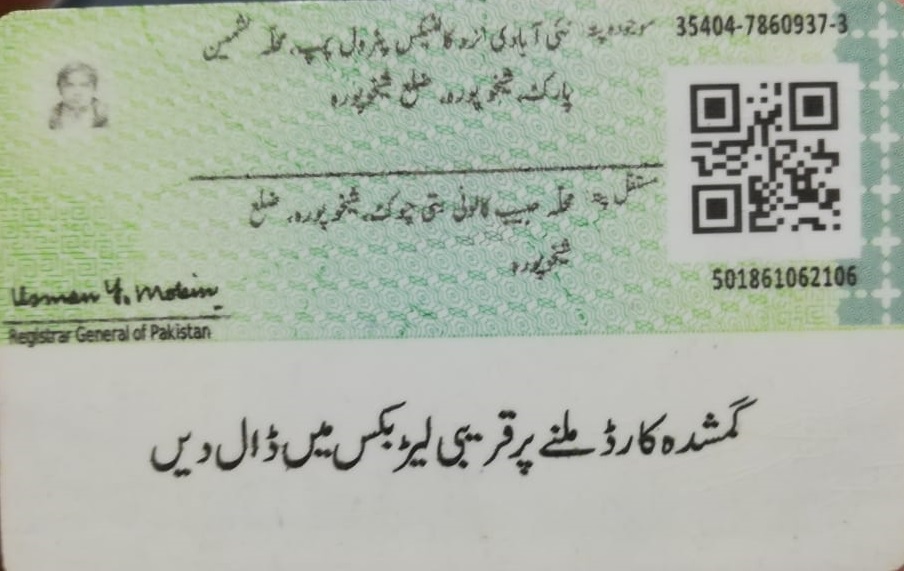 35404-7860937-3
موجودہ پتہ نئی آبادی نزد کالٹیکس پٹرول پمپ، محلہ نشیمن
پارک، شیخوپورہ، ضلع شیخوپورہ
مستقل پتہ محلہ حبیب کالونی بتی چوک، شیخوپورہ، ضلع
شیخوپورہ
501861062106
Usman Y. Mobin
Registrar General of Pakistan
گمشدہ کارڈ ملنے پر قریبی لیٹر بکس میں ڈال دیں